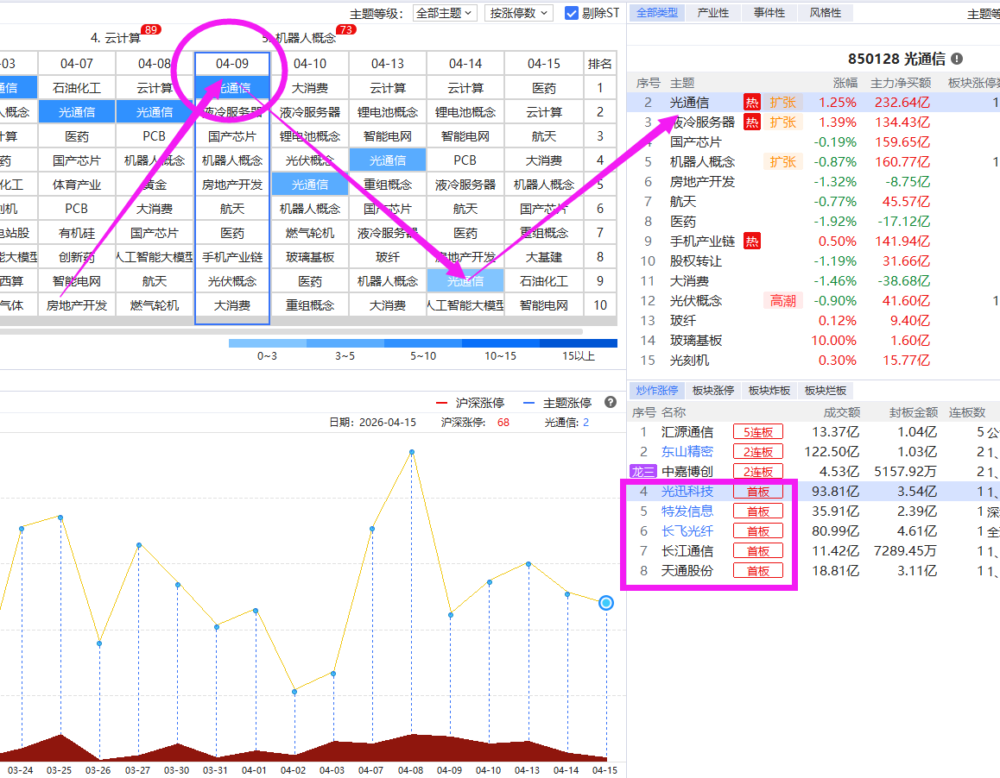 主题等级： 全部主题 按涨停数 剔除ST
4. 云计算 89 机器人概念 73
-03 04-07 04-08 04-09 04-10 04-13 04-14 04-15 排名
通信 石油化工 云计算 光通信 大消费 云计算 云计算 医药 1
人概念 光通信 光通信 液冷服务器 液冷服务器 锂电池概念 锂电池概念 云计算 2
计算 医药 PCB 国产芯片 锂电池概念 智能电网 智能电网 航天 3
药 国产芯片 机器人概念 机器人概念 光伏概念 光通信 PCB 大消费 4
化工 体育产业 黄金 房地产开发 光通信 重组概念 液冷服务器 机器人概念 5
刻机 PCB 大消费 航天 机器人概念 国产芯片 航天 国产芯片 6
电站股 有机硅 国产芯片 医药 燃气轮机 液冷服务器 医药 重组概念 7
能大模型 创新药 人工智能大模型 手机产业链 玻璃基板 玻纤 房地产开发 大基建 8
西算 智能电网 航天 光伏概念 医药 机器人概念 光通信 石油化工 9
气体 房地产开发 燃气轮机 大消费 重组概念 大消费 人工智能大模型 智能电网 10
0~3 3~5 5~10 10~15 15以上
沪深涨停 主题涨停 ?
日期：2026-04-15 沪深涨停: 68 光通信: 2
03-24 03-25 03-26 03-27 03-30 03-31 04-01 04-02 04-03 04-07 04-08 04-09 04-10 04-13 04-14 04-15
全部类型 产业性 事件性 风格性 主题等
850128 光通信 !
序号 主题 涨幅 主力净买额 板块涨停数
2 光通信 热 扩张 1.25% 232.64亿 1
3 液冷服务器 热 扩张 1.39% 134.43亿
4 国产芯片 -0.19% 159.65亿
5 机器人概念 扩张 -0.87% 160.77亿 1
6 房地产开发 -1.32% -8.75亿
7 航天 -0.77% 45.57亿
8 医药 -1.92% -17.12亿
9 手机产业链 热 0.50% 141.94亿
10 股权转让 -1.19% 31.66亿
11 大消费 -1.46% -38.68亿
12 光伏概念 高潮 -0.90% 41.60亿 1
13 玻纤 0.12% 9.40亿
14 玻璃基板 10.00% 1.60亿
15 光刻机 0.30% 15.77亿
炒作涨停 板块涨停 板块炸板 板块烂板
序号 名称 成交额 封板金额 连板数
1 汇源通信 5连板 13.37亿 1.04亿 5 公
2 东山精密 2连板 122.50亿 1.03亿 2 1、
龙三 中嘉博创 2连板 4.53亿 5157.92万 2 1、
4 光迅科技 首板 93.81亿 3.54亿 1 1、
5 特发信息 首板 35.91亿 2.39亿 1 深
6 长飞光纤 首板 80.99亿 4.61亿 1 全
7 长江通信 首板 11.42亿 7289.45万 1 1、
8 天通股份 首板 18.81亿 3.11亿 1 1、